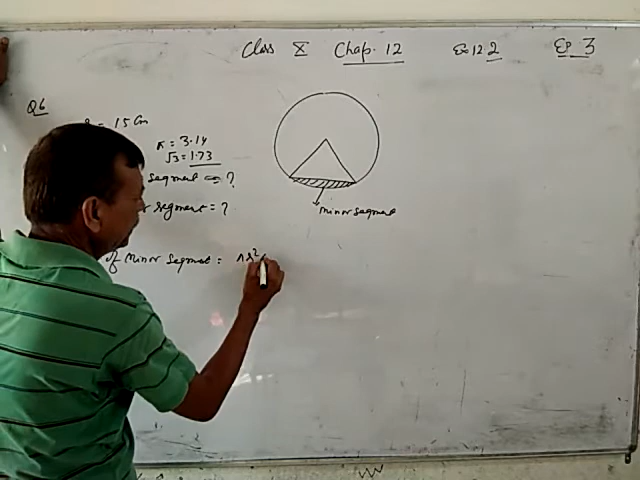 Class X Chap. 12 Ex 12.2 Ep 3
Q6
= 15 Cm
π = 3.14
√3 = 1.73
segment = ?
segment = ?
minor segment
of Minor Segment = πr²